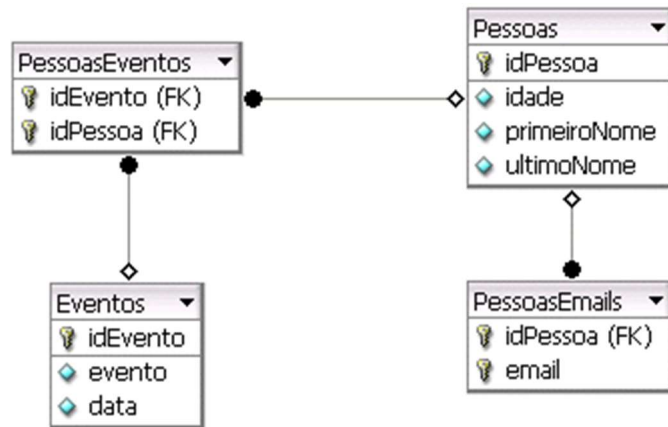 PessoasEventos
idEvento (FK)
idPessoa (FK)
Pessoas
idPessoa
idade
primeiroNome
ultimoNome
Eventos
idEvento
evento
data
PessoasEmails
idPessoa (FK)
email